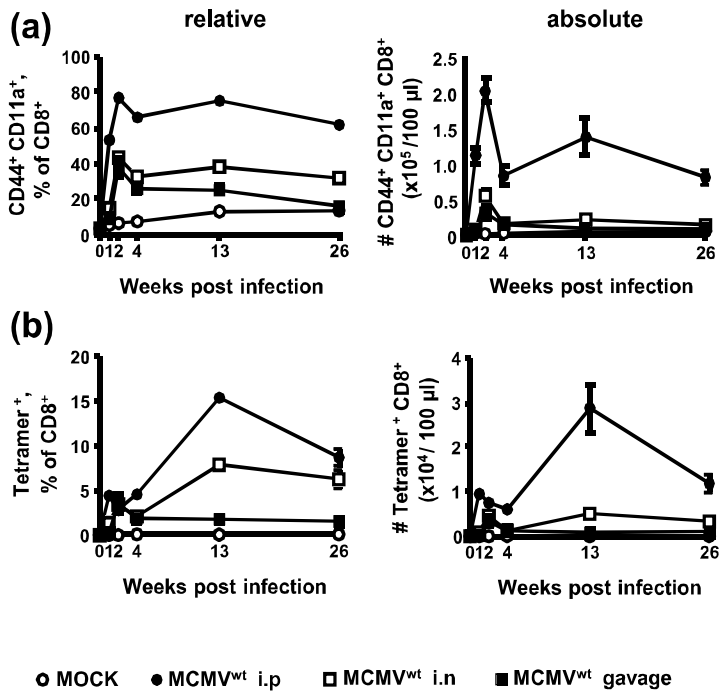 (a) relative absolute
CD44⁺ CD11a⁺,
% of CD8⁺
100
80
60
40
20
0
0 1 2 4 13 26
Weeks post infection
# CD44⁺ CD11a⁺ CD8⁺
(x10⁵/100 µl)
2.5
2.0
1.5
1.0
0.5
0
0 1 2 4 13 26
Weeks post infection
(b)
Tetramer⁺,
% of CD8⁺
20
15
10
5
0
0 1 2 4 13 26
Weeks post infection
# Tetramer⁺ CD8⁺
(x10⁴/ 100 µl)
4
3
2
1
0
0 1 2 4 13 26
Weeks post infection
MOCK MCMVʷᵗ i.p MCMVʷᵗ i.n MCMVʷᵗ gavage